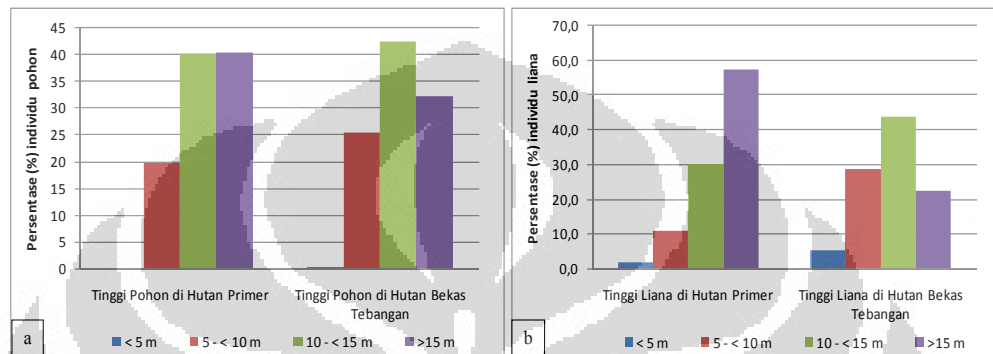 Persentase (%) individu pohon
45
40
35
30
25
20
15
10
5
0
Tinggi Pohon di Hutan Primer
Tinggi Pohon di Hutan Bekas
Tebangan
a
< 5 m
5 - < 10 m
10 - < 15 m
>15 m
Persentase (%) individu liana
70,0
60,0
50,0
40,0
30,0
20,0
10,0
0,0
Tinggi Liana di Hutan Primer
Tinggi Liana di Hutan Bekas
Tebangan
b
< 5 m
5 - < 10 m
10 - < 15 m
>15 m